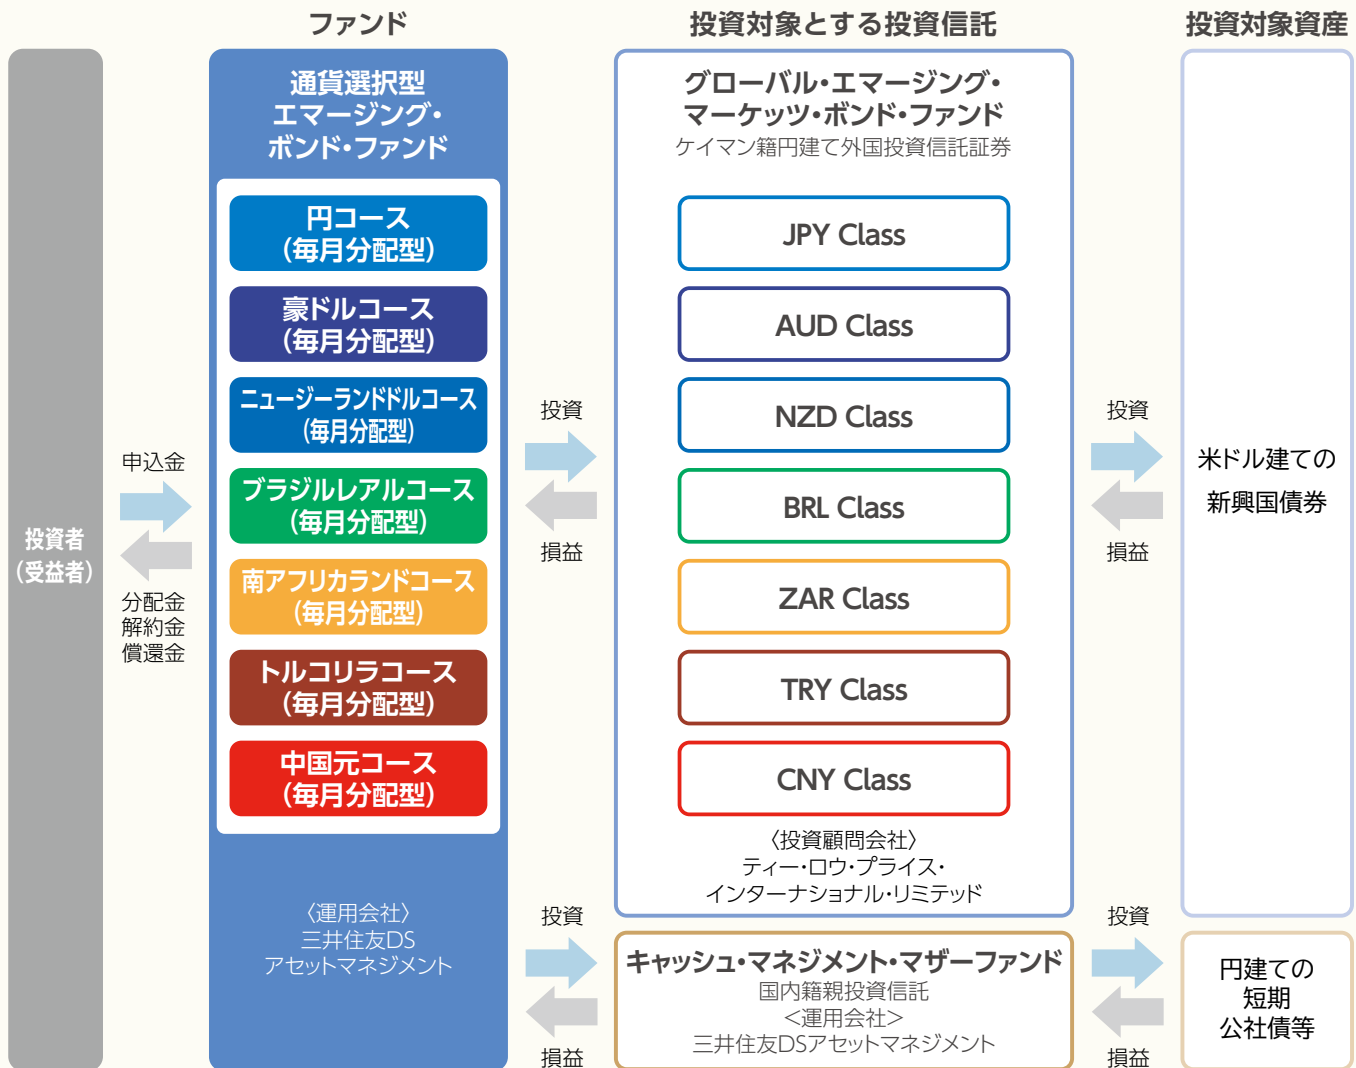 ファンド
投資対象とする投資信託
投資対象資産
投資者
(受益者)
申込金
分配金
解約金
償還金
通貨選択型
エマージング・
ボンド・ファンド
円コース
(毎月分配型)
豪ドルコース
(毎月分配型)
ニュージーランドドルコース
(毎月分配型)
ブラジルレアルコース
(毎月分配型)
南アフリカランドコース
(毎月分配型)
トルコリラコース
(毎月分配型)
中国元コース
(毎月分配型)
〈運用会社〉
三井住友DS
アセットマネジメント
投資
損益
投資
損益
グローバル・エマージング・
マーケッツ・ボンド・ファンド
ケイマン籍円建て外国投資信託証券
JPY Class
AUD Class
NZD Class
BRL Class
ZAR Class
TRY Class
CNY Class
〈投資顧問会社〉
ティー・ロウ・プライス・
インターナショナル・リミテッド
キャッシュ・マネジメント・マザーファンド
国内籍親投資信託
<運用会社>
三井住友DSアセットマネジメント
投資
損益
投資
損益
米ドル建ての
新興国債券
円建ての
短期
公社債等